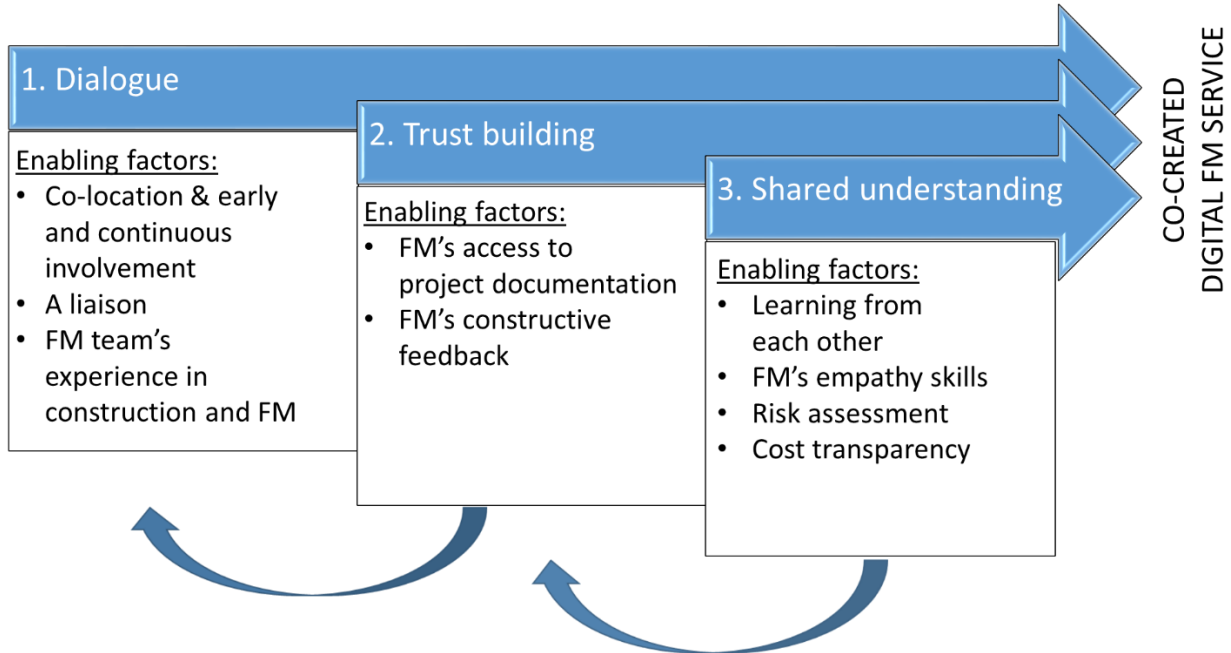 1. Dialogue
Enabling factors:
• Co-location & early
and continuous
involvement
• A liaison
• FM team’s
experience in
construction and FM
2. Trust building
Enabling factors:
• FM’s access to
project documentation
• FM’s constructive
feedback
3. Shared understanding
Enabling factors:
• Learning from
each other
• FM’s empathy skills
• Risk assessment
• Cost transparency
CO-CREATED
DIGITAL FM SERVICE